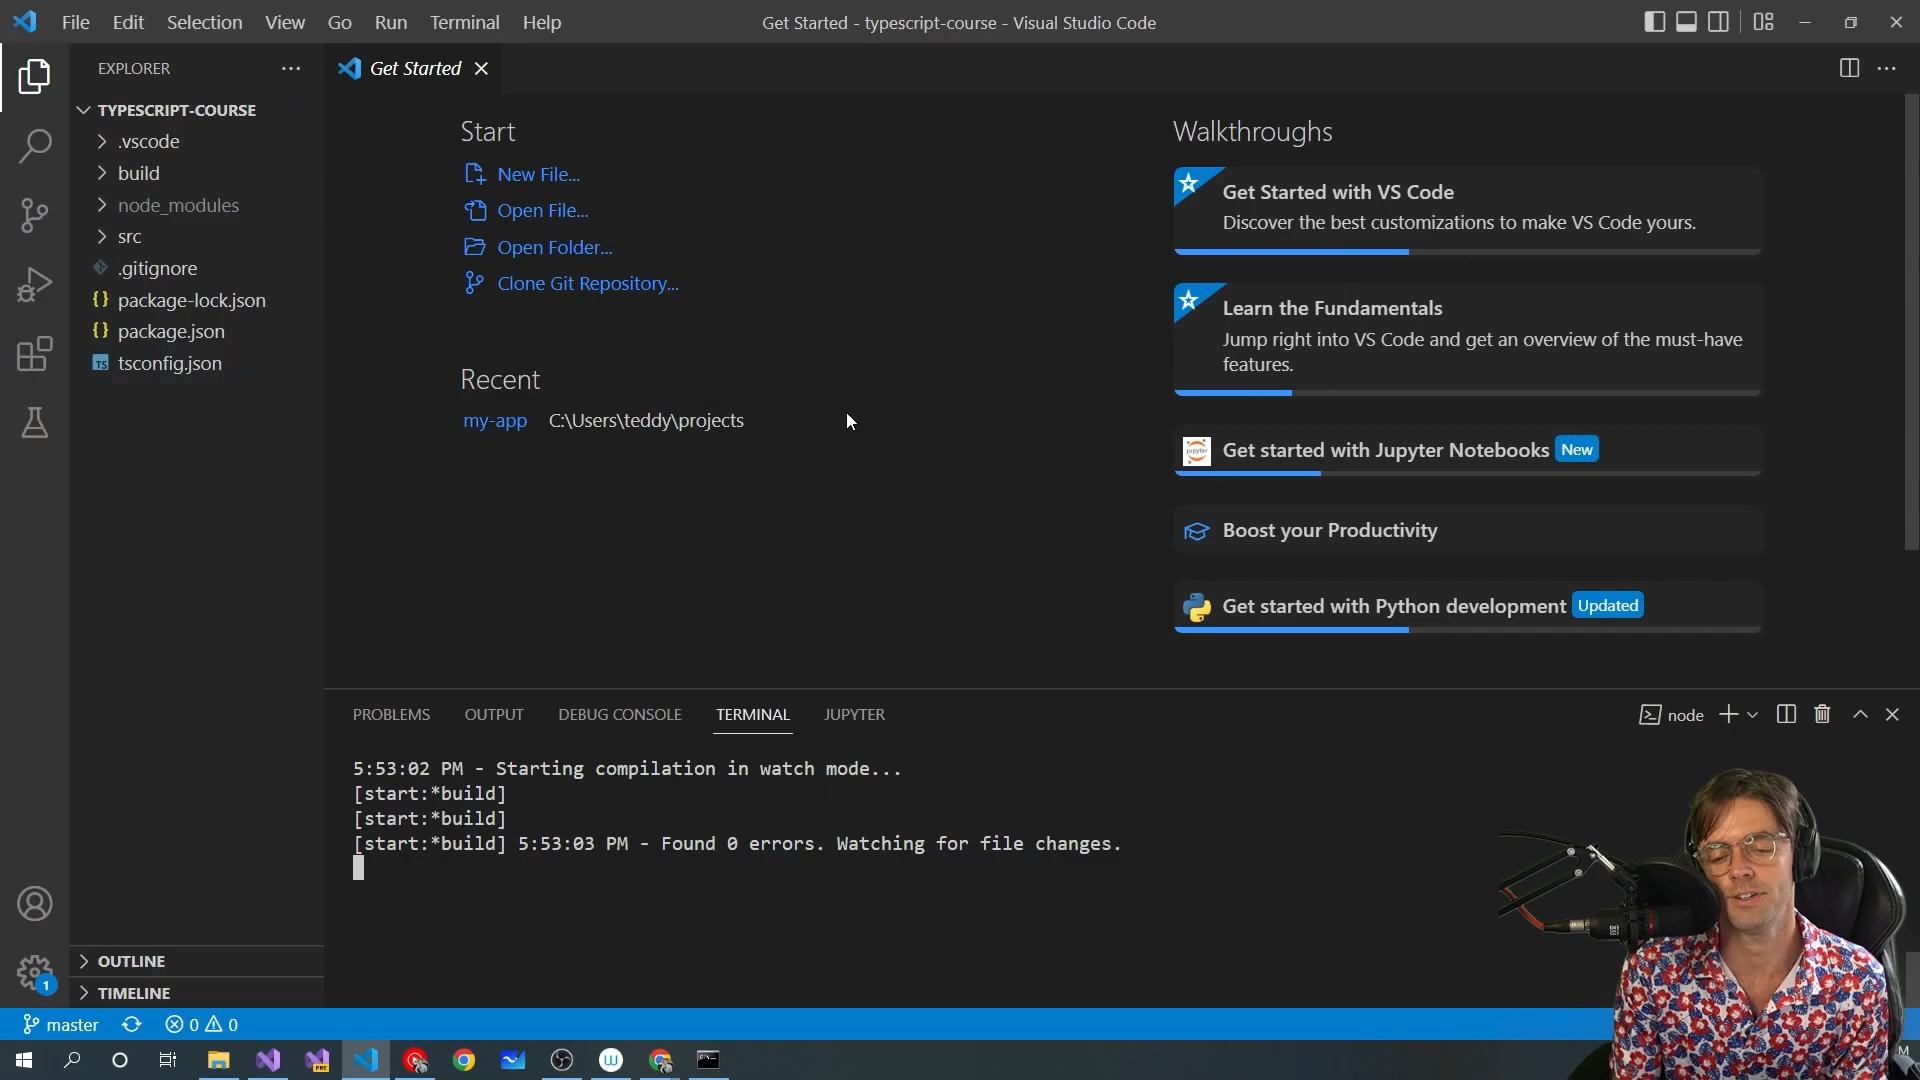 File Edit Selection View Go Run Terminal Help
Get Started - typescript-course - Visual Studio Code
EXPLORER
TYPESCRIPT-COURSE
.vscode
build
node_modules
src
.gitignore
package-lock.json
package.json
tsconfig.json
OUTLINE
TIMELINE
Get Started
Start
New File...
Open File...
Open Folder...
Clone Git Repository...
Recent
my-app C:\Users\teddy\projects
Walkthroughs
Get Started with VS Code
Discover the best customizations to make VS Code yours.
Learn the Fundamentals
Jump right into VS Code and get an overview of the must-have
features.
Get started with Jupyter Notebooks New
Boost your Productivity
Get started with Python development Updated
PROBLEMS OUTPUT DEBUG CONSOLE TERMINAL JUPYTER
node
5:53:02 PM - Starting compilation in watch mode...
[start:*build]
[start:*build]
[start:*build] 5:53:03 PM - Found 0 errors. Watching for file changes.
1
master 0 0